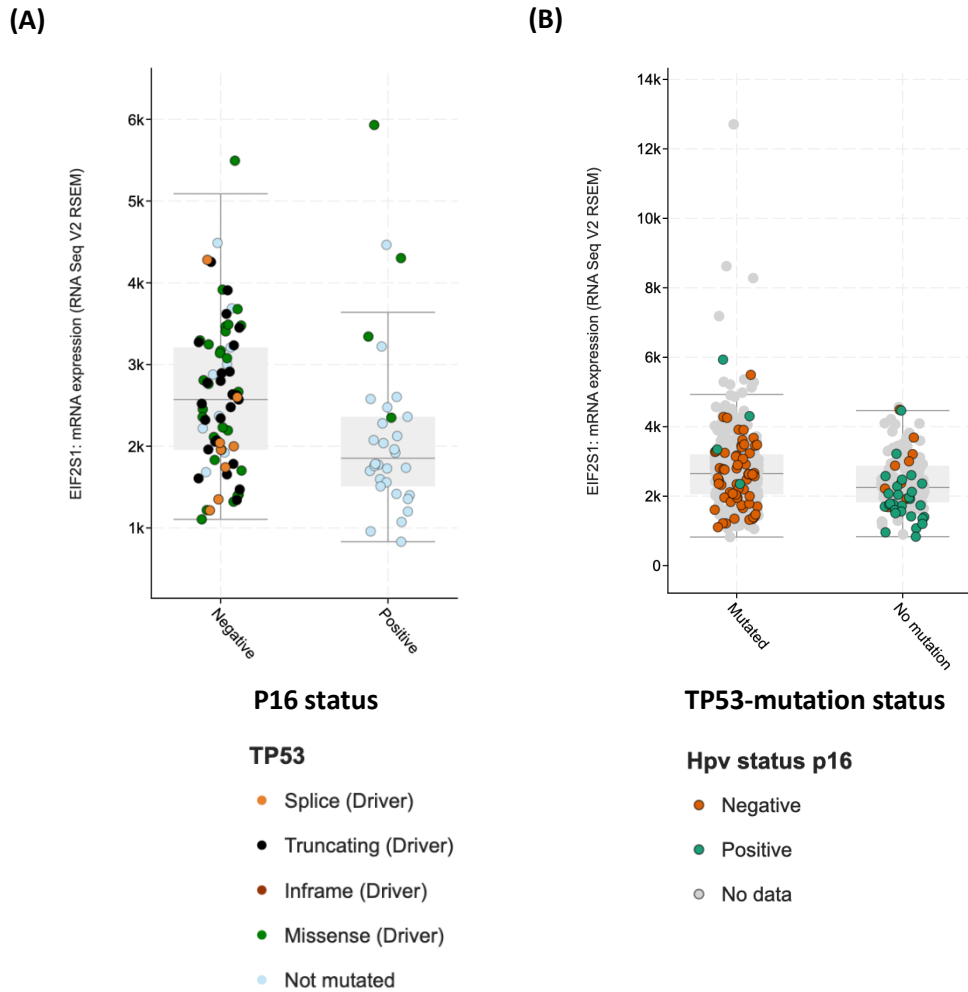 (A)
(B)
EIF2S1: mRNA expression (RNA Seq V2 RSEM)
6k
5k
4k
3k
2k
1k
Negative
Positive
P16 status
TP53
Splice (Driver)
Truncating (Driver)
Inframe (Driver)
Missense (Driver)
Not mutated
EIF2S1: mRNA expression (RNA Seq V2 RSEM)
14k
12k
10k
8k
6k
4k
2k
0
Mutated
No mutation
TP53-mutation status
Hpv status p16
Negative
Positive
No data